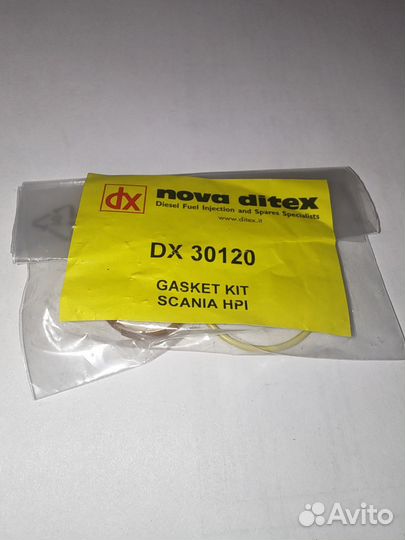 dx nova ditex
Diesel Fuel Injection and Spares Specialists
www.ditex.it
DX 30120
GASKET KIT
SCANIA HPI
Avito